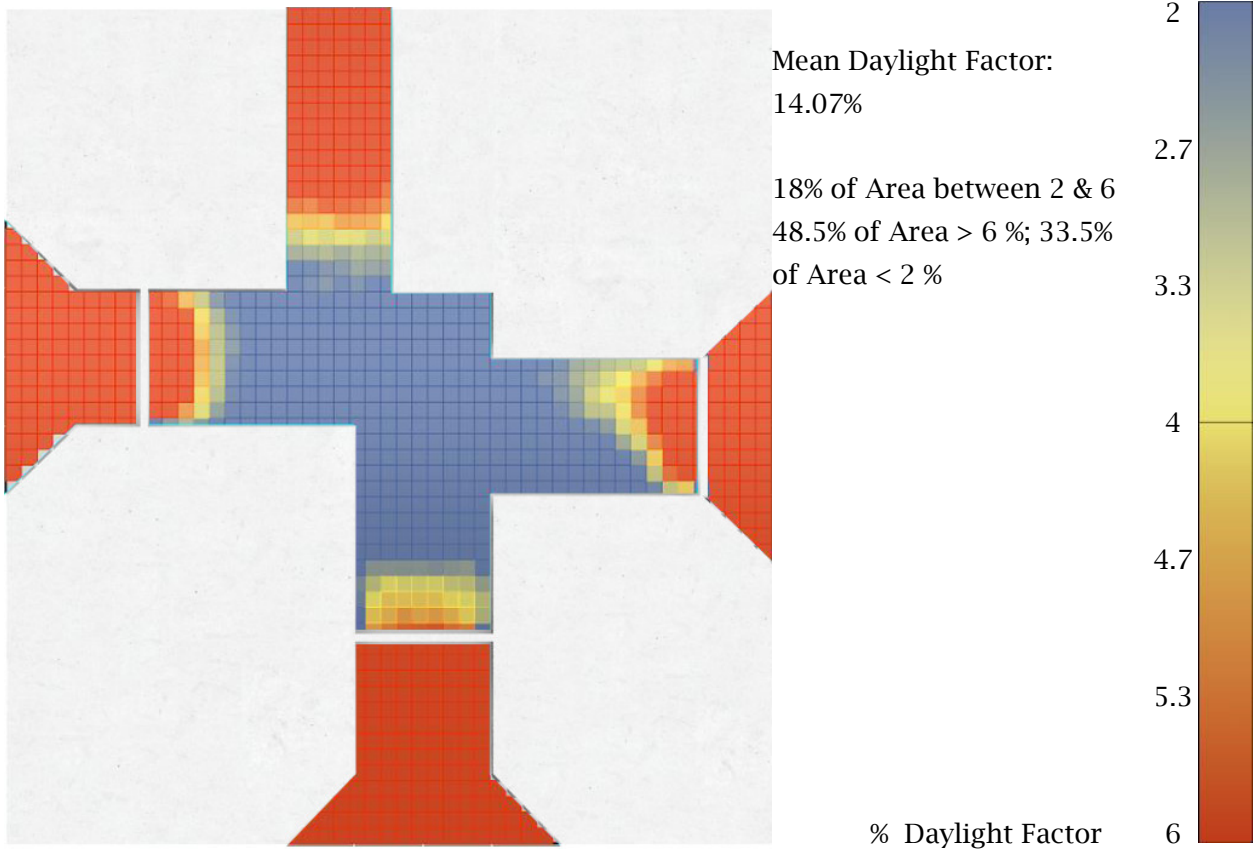 Mean Daylight Factor:
14.07%
18% of Area between 2 & 6
48.5% of Area > 6 %; 33.5%
of Area < 2 %
2
2.7
3.3
4
4.7
5.3
6
% Daylight Factor